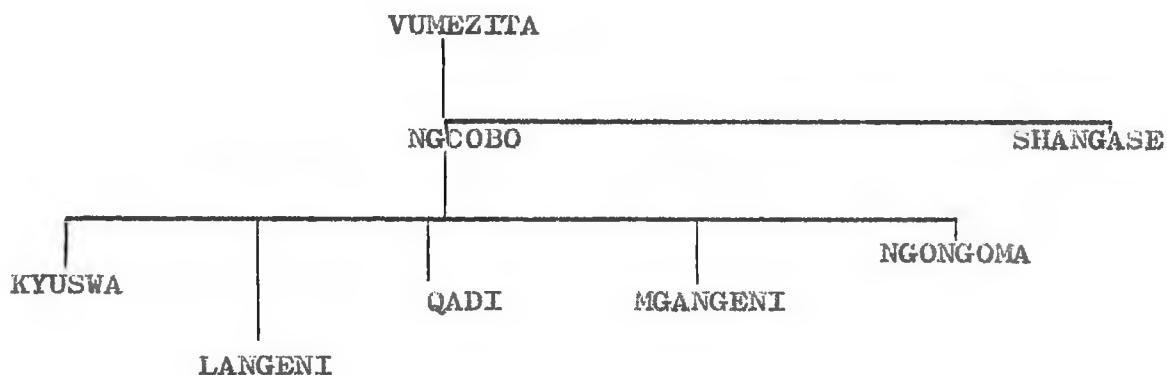 VUMEZITA
NGCOBO SHANGASE
NGONGOMA
KYUSWA
QADI MGANGENI
LANGENI